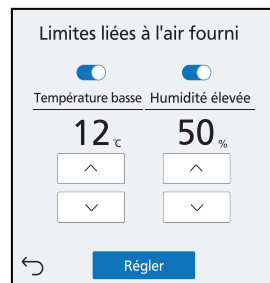 Limites liées à l'air fourni
Température basse Humidité élevée
12 °C 50 %
Régler